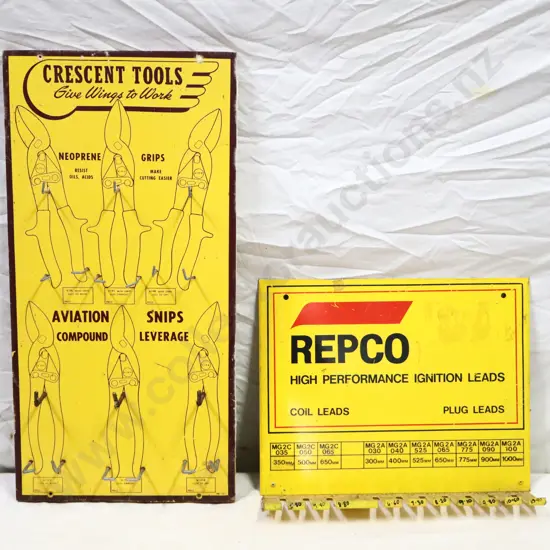 CRESCENT TOOLS
Give Wings to Work
NEOPRENE GRIPS
RESIST MAKE
OILS, ACIDS CUTTING EASIER
AVIATION SNIPS
COMPOUND LEVERAGE
REPCO
HIGH PERFORMANCE IGNITION LEADS
COIL LEADS PLUG LEADS
MG2C MG2C MG2C MG2A MG2A MG2A MG2A MG2A MG2A MG2A
035 050 065 030 040 525 065 775 090 100
350MM 500MM 650MM 300MM 400MM 525MM 650MM 775MM 900MM 1000MM